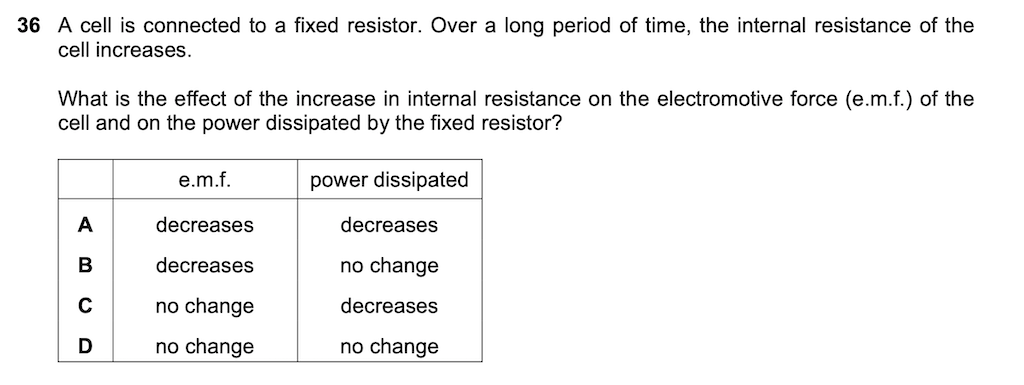 36 A cell is connected to a fixed resistor. Over a long period of time, the internal resistance of the
cell increases.
What is the effect of the increase in internal resistance on the electromotive force (e.m.f.) of the
cell and on the power dissipated by the fixed resistor?
e.m.f. power dissipated
A decreases decreases
B decreases no change
C no change decreases
D no change no change